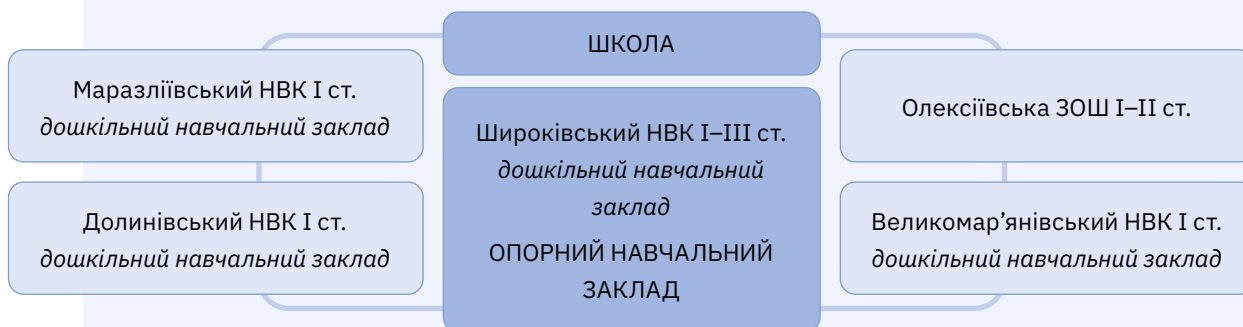 ШКОЛА
Маразліївський НВК І ст.
дошкільний навчальний заклад
Долинівський НВК І ст.
дошкільний навчальний заклад
Широківський НВК І–ІІІ ст.
дошкільний навчальний
заклад
ОПОРНИЙ НАВЧАЛЬНИЙ
ЗАКЛАД
Олексіївська ЗОШ І–ІІ ст.
Великомар’янівський НВК І ст.
дошкільний навчальний заклад